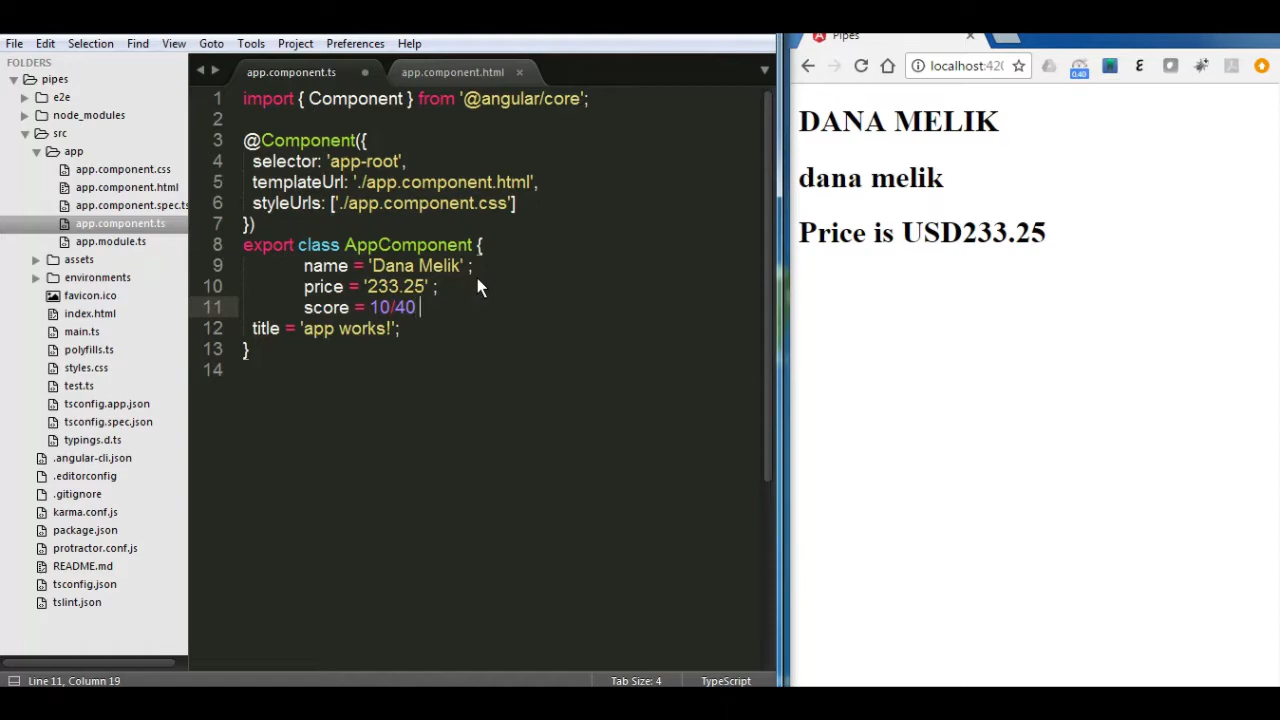 File Edit Selection Find View Goto Tools Project Preferences Help
FOLDERS
pipes
e2e
node_modules
src
app
app.component.css
app.component.html
app.component.spec.ts
app.component.ts
app.module.ts
assets
environments
favicon.ico
index.html
main.ts
polyfills.ts
styles.css
test.ts
tsconfig.app.json
tsconfig.spec.json
typings.d.ts
.angular-cli.json
.editorconfig
.gitignore
karma.conf.js
package.json
protractor.conf.js
README.md
tsconfig.json
tslint.json
app.component.ts app.component.html
1 import { Component } from '@angular/core';
2
3 @Component({
4 selector: 'app-root',
5 templateUrl: './app.component.html',
6 styleUrls: ['./app.component.css']
7 })
8 export class AppComponent {
9 name = 'Dana Melik' ;
10 price = '233.25' ;
11 score = 10/40
12 title = 'app works!';
13 }
14
Line 11, Column 19 Tab Size: 4 TypeScript
Pipes
localhost:420
0.40
DANA MELIK
dana melik
Price is USD233.25